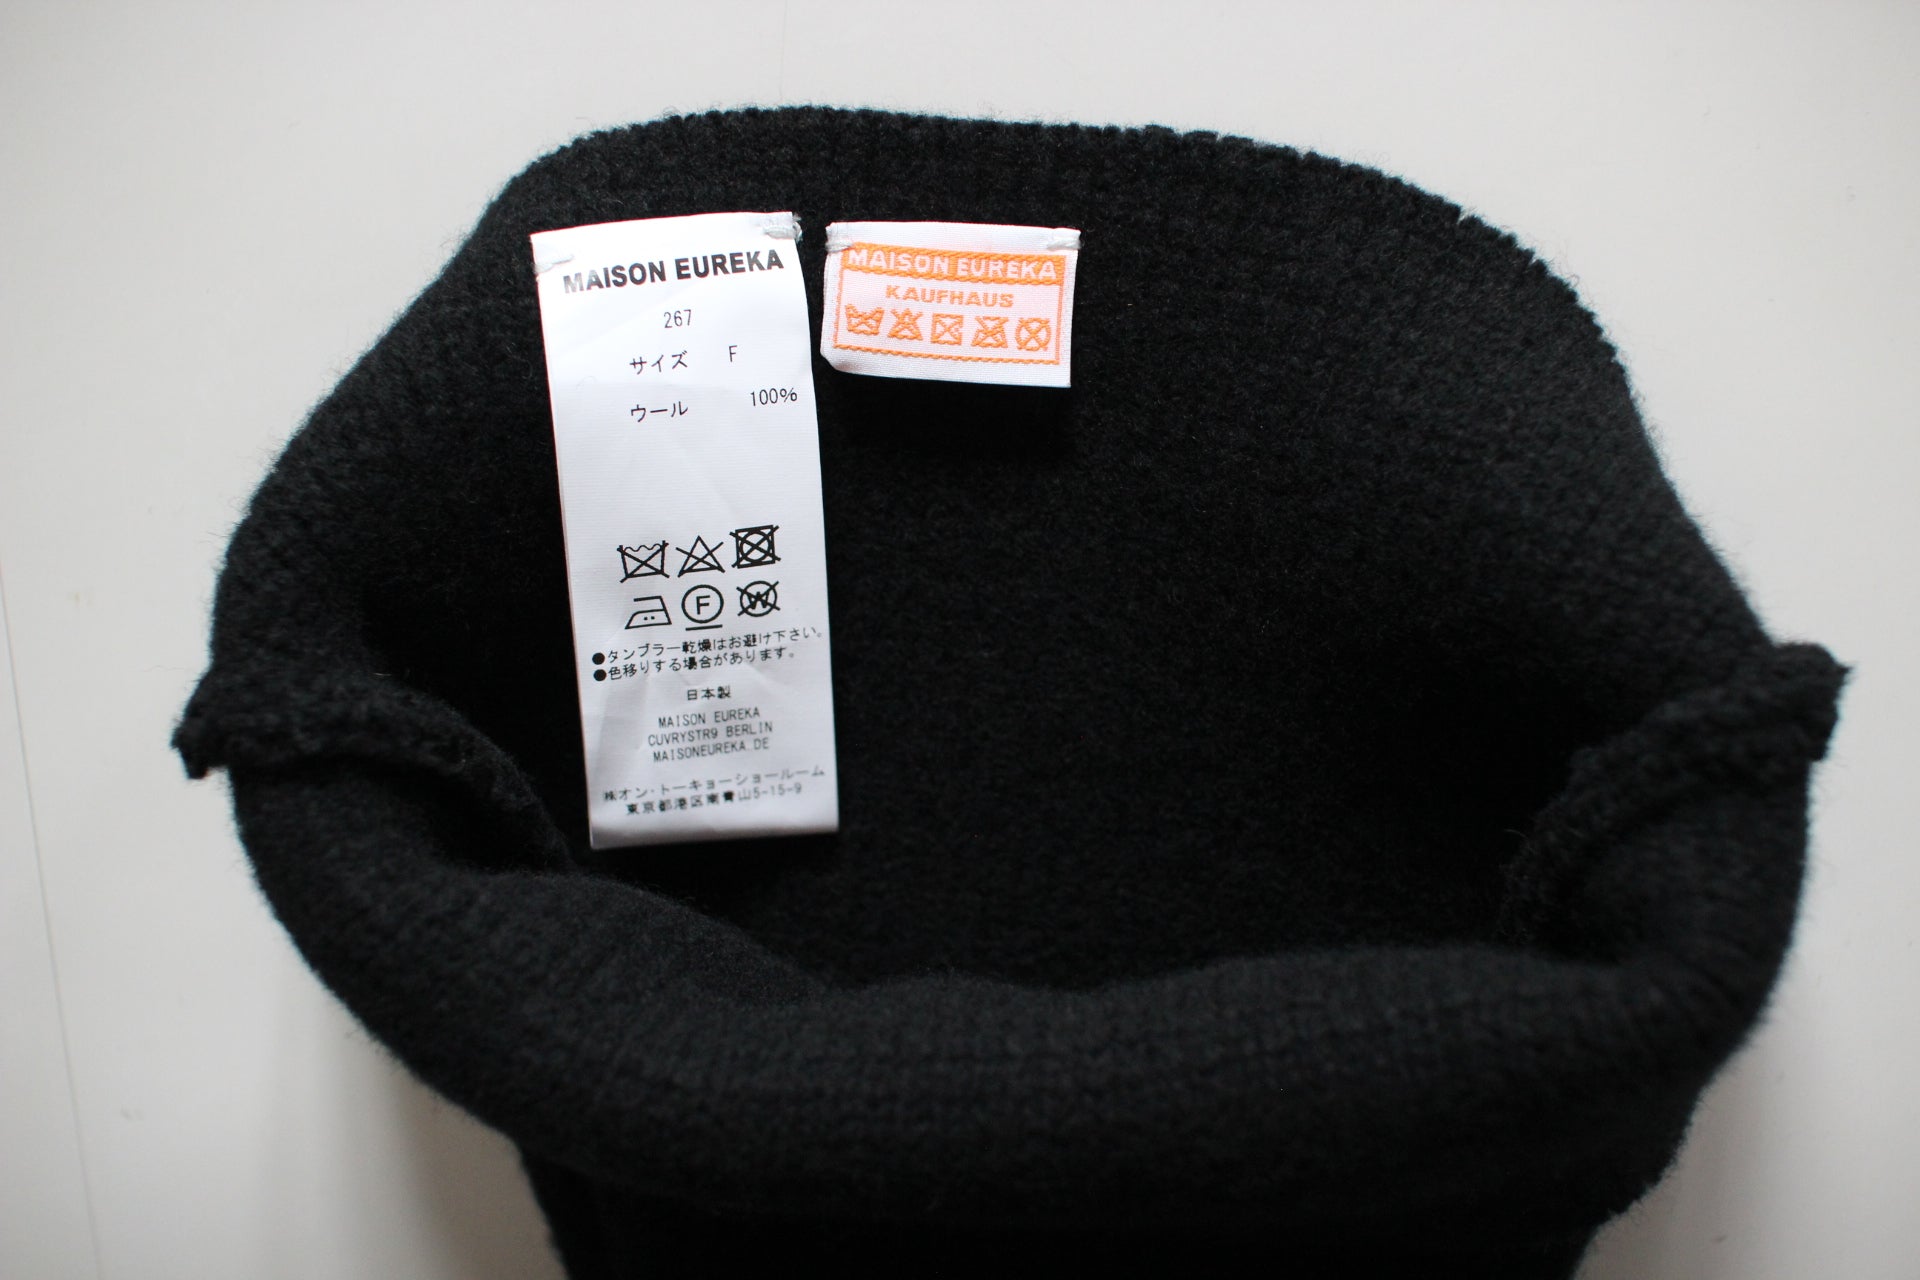 MAISON EUREKA
267
サイズ F
ウール 100%
F
W
●タンブラー乾燥はお避け下さい。
●色移りする場合があります。
日本製
MAISON EUREKA
CUVRYSTR9 BERLIN
MAISONEUREKA.DE
㈱オン・トーキョーショールーム
東京都港区南青山5-15-9
MAISON EUREKA
KAUFHAUS